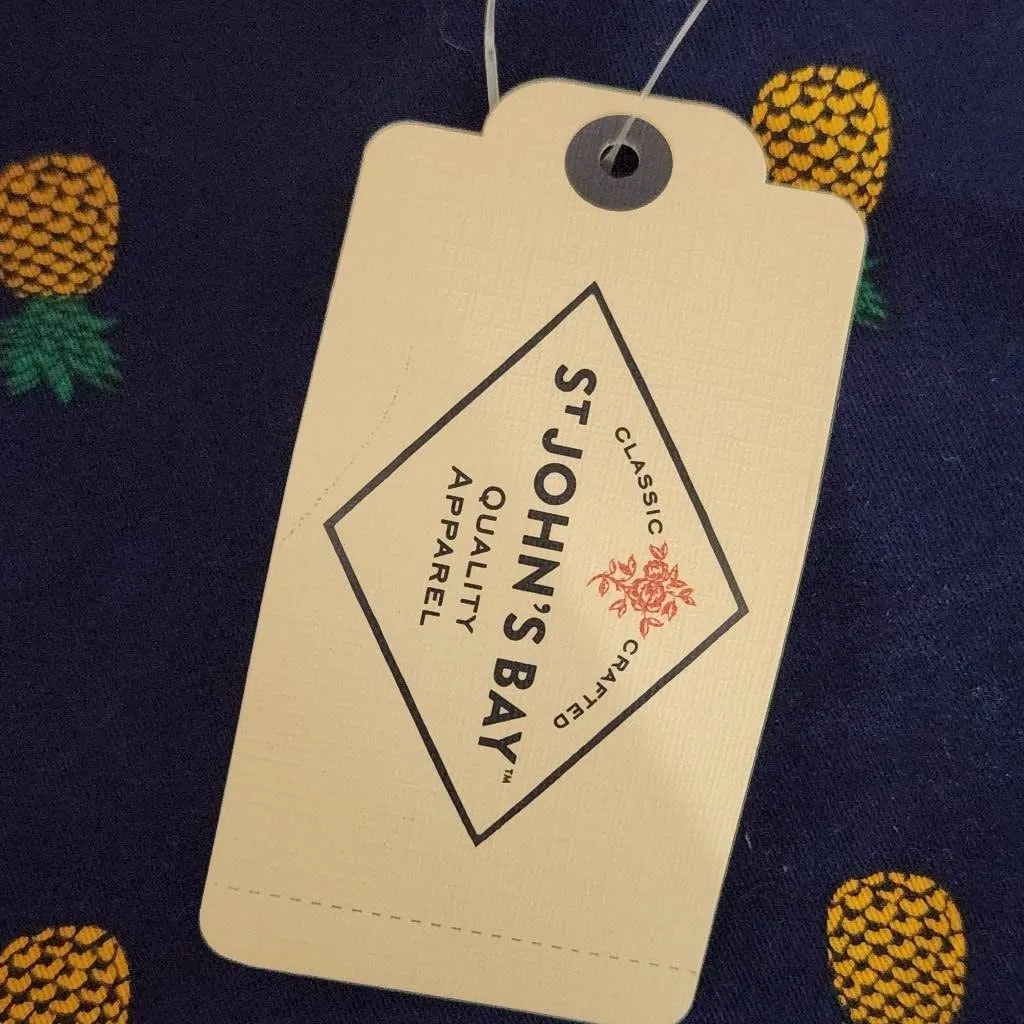 CLASSIC CRAFTED
ST JOHN'S BAY™
QUALITY
APPAREL